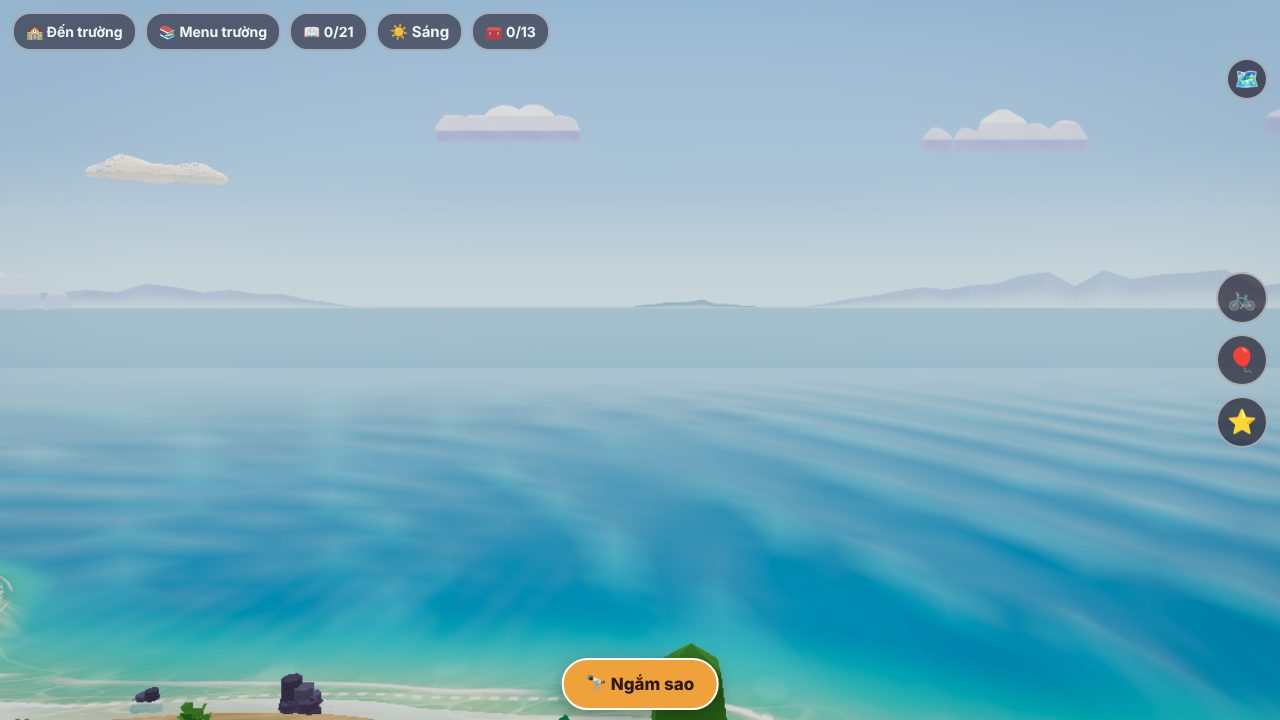 Đến trường
Menu trường
0/21
Sáng
0/13
Ngắm sao